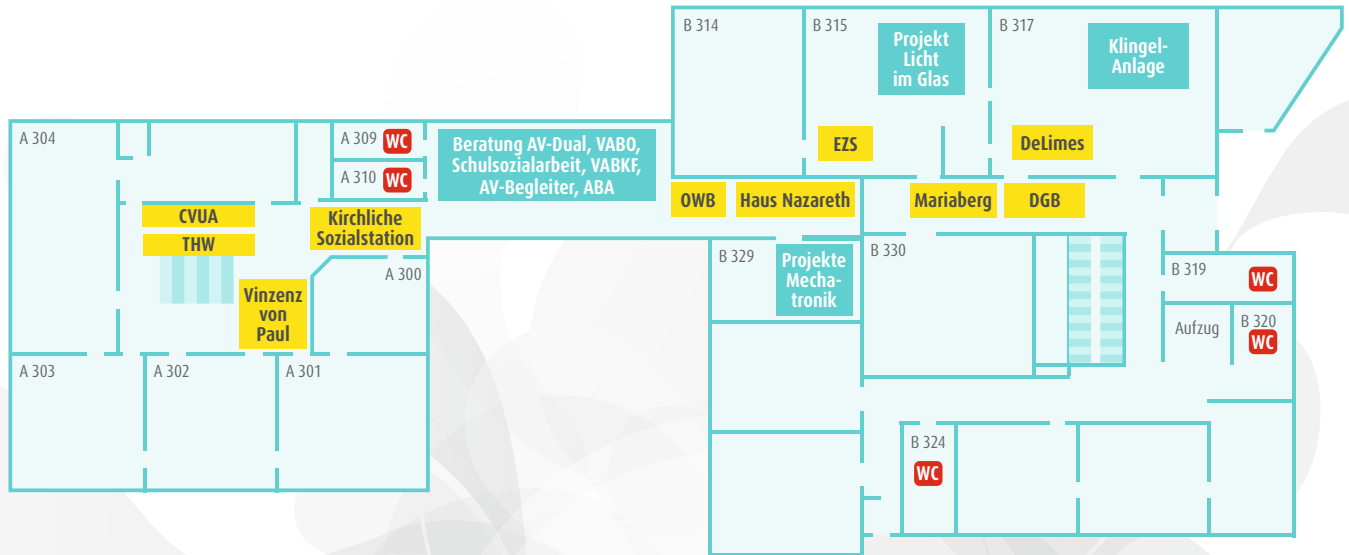 B 314
B 315
Projekt
Licht
im Glas
B 317
Klingel-
Anlage
A 304
A 309
WC
A 310
WC
Beratung AV-Dual, VABO,
Schulsozialarbeit, VABKF,
AV-Begleiter, ABA
EZS
DeLimes
OWB
Haus Nazareth
Mariaberg
DGB
CVUA
THW
Kirchliche
Sozialstation
Vinzenz
von
Paul
A 300
B 329
Projekte
Mecha-
tronik
B 330
B 319
WC
Aufzug
B 320
WC
A 303
A 302
A 301
B 324
WC